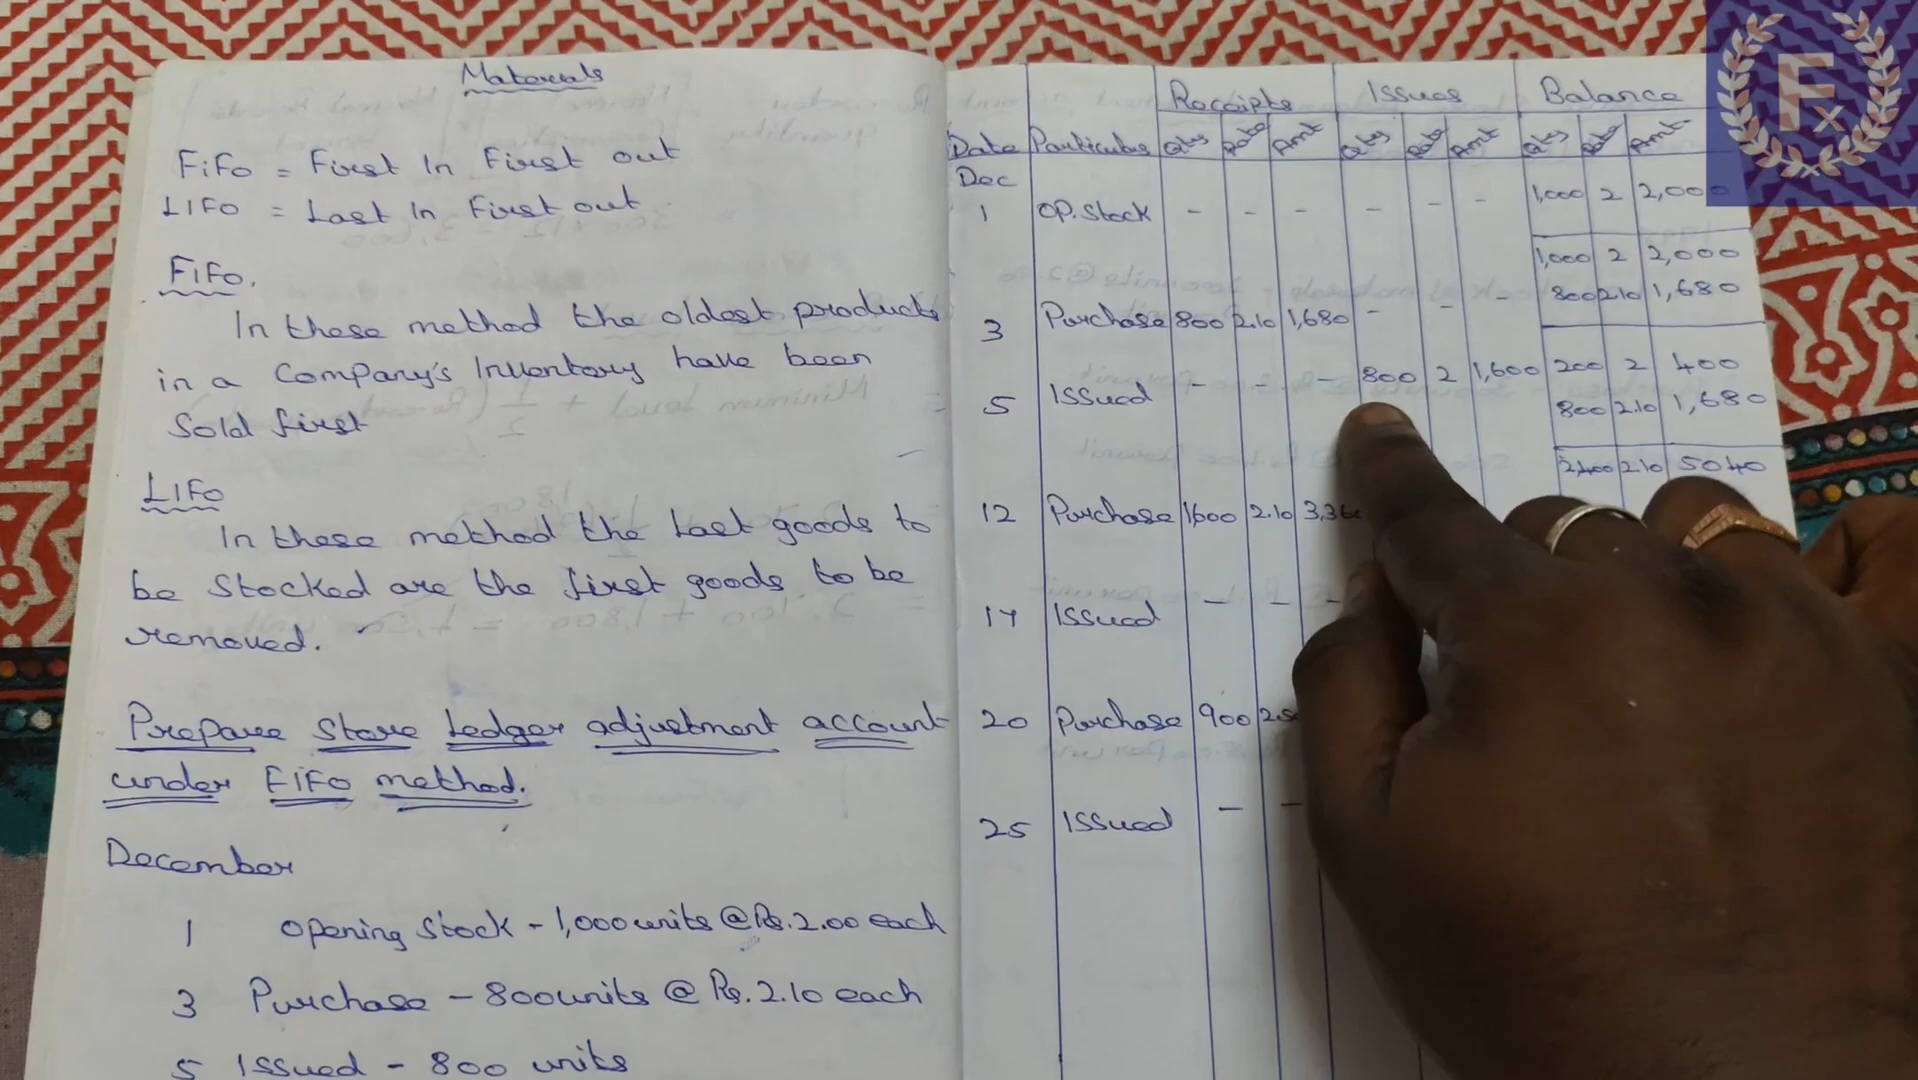 Materials
FiFo = First In First out
LIFO = Last In First out
FiFo.
In these method the oldest products
in a Company's Inventory have been
Sold first
LIFO
In these method the Last goods to
be stocked are the first goods to be
removed.
Prepare Store Ledger adjustment account
under FiFo method.
December
1 Opening Stock - 1,000 units @ Rs. 2.00 each
3 Purchase - 800 units @ Rs. 2.10 each
5 Issued - 800 units
Receipts Issues Balance
Date Particulars Qty Rate Amt Qty Rate Amt Qty Rate Amt
Dec
1 OP. Stock - - - - - - 1,000 2 2,000
1,000 2 2,000
3 Purchase 800 2.10 1,680 - - - 800 2.10 1,680
5 Issued - - - 800 2 1,600 200 2 400
800 2.10 1,680
2400 2.10 5040
12 Purchase 1600 2.10
17 Issued - - -
20 Purchase 900
25 Issued - -
Fx